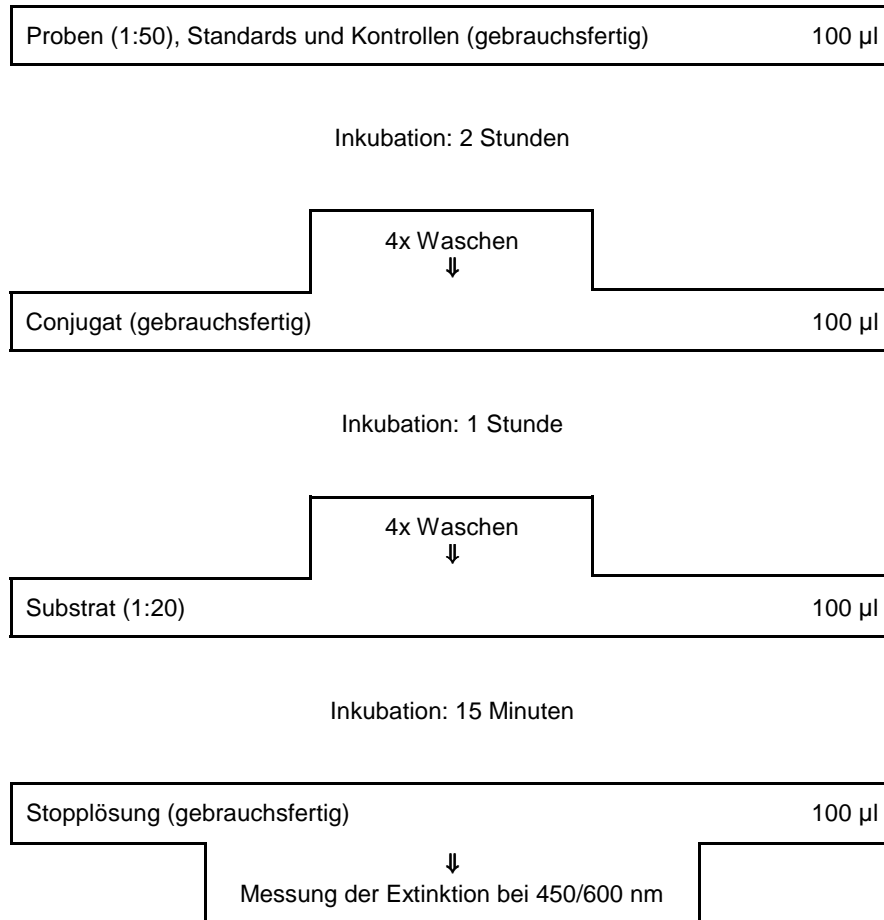 Proben (1:50), Standards und Kontrollen (gebrauchsfertig) 100 µl
Inkubation: 2 Stunden
4x Waschen
⇓
Conjugat (gebrauchsfertig) 100 µl
Inkubation: 1 Stunde
4x Waschen
⇓
Substrat (1:20) 100 µl
Inkubation: 15 Minuten
Stopplösung (gebrauchsfertig) 100 µl
⇓
Messung der Extinktion bei 450/600 nm